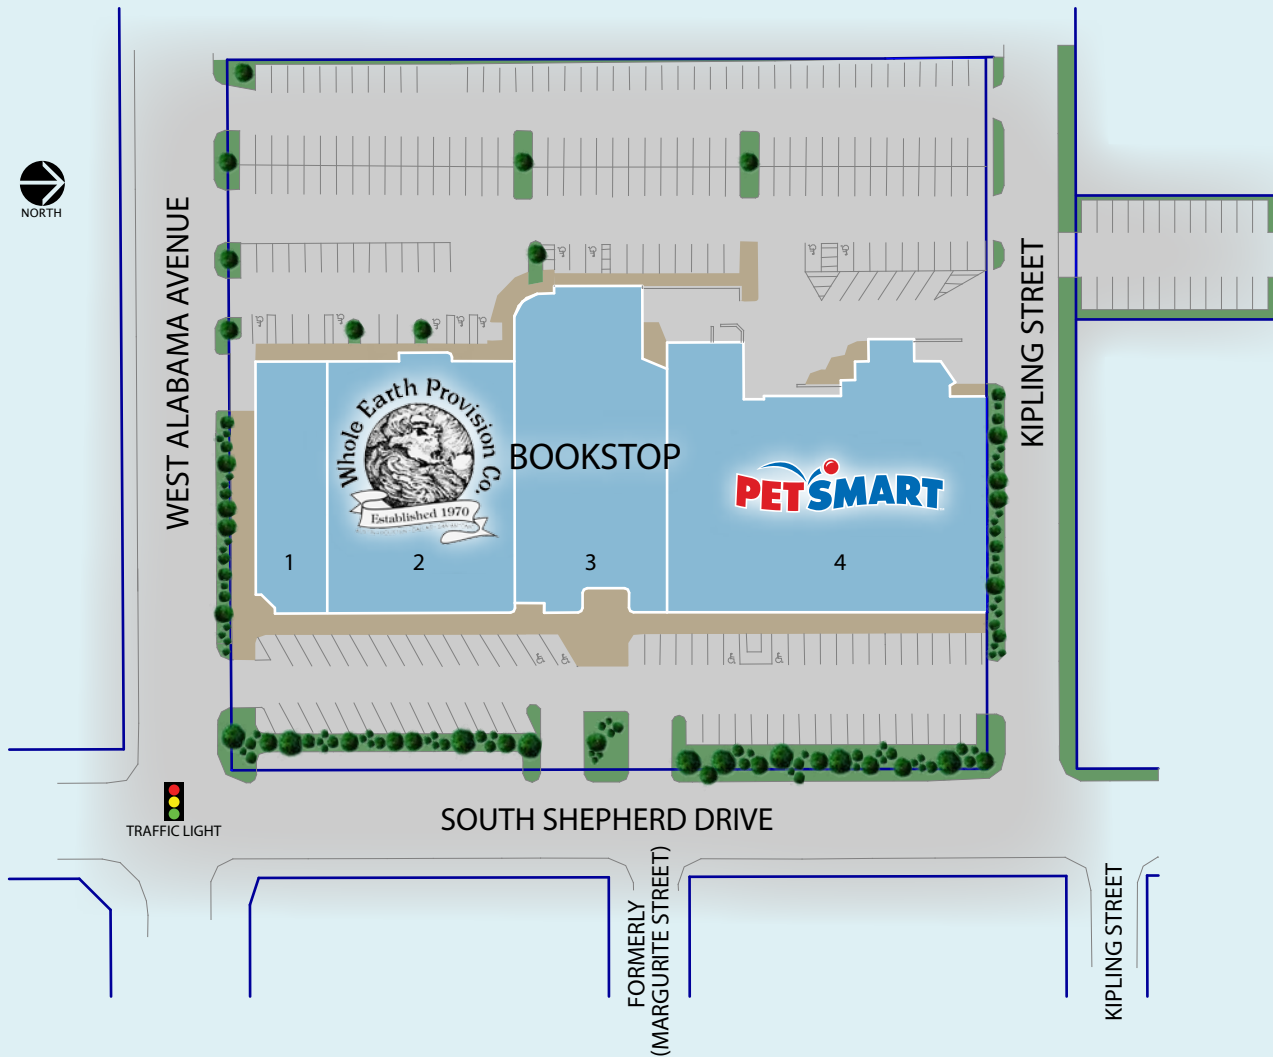 NORTH
WEST ALABAMA AVENUE
KIPLING STREET
Whole Earth Provision Co.
Established 1970
BOOKSTOP
PETSMART
1
2
3
4
TRAFFIC LIGHT
SOUTH SHEPHERD DRIVE
FORMERLY
(MARGURITE STREET)
KIPLING STREET